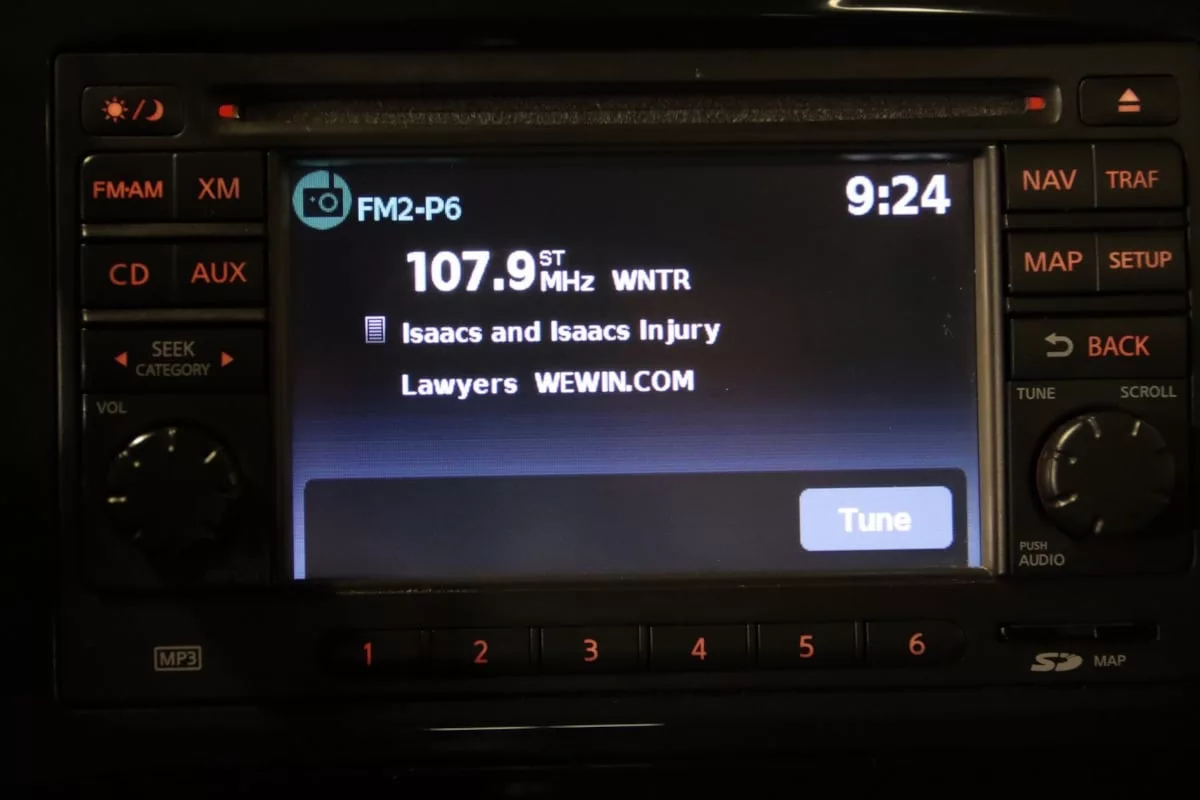 FM·AM XM
CD AUX
SEEK
CATEGORY
VOL
FM2-P6 9:24
107.9 ST MHz WNTR
Isaacs and Isaacs Injury
Lawyers WEWIN.COM
Tune
NAV TRAF
MAP SETUP
BACK
TUNE SCROLL
PUSH
AUDIO
MP3
1 2 3 4 5 6
SD MAP